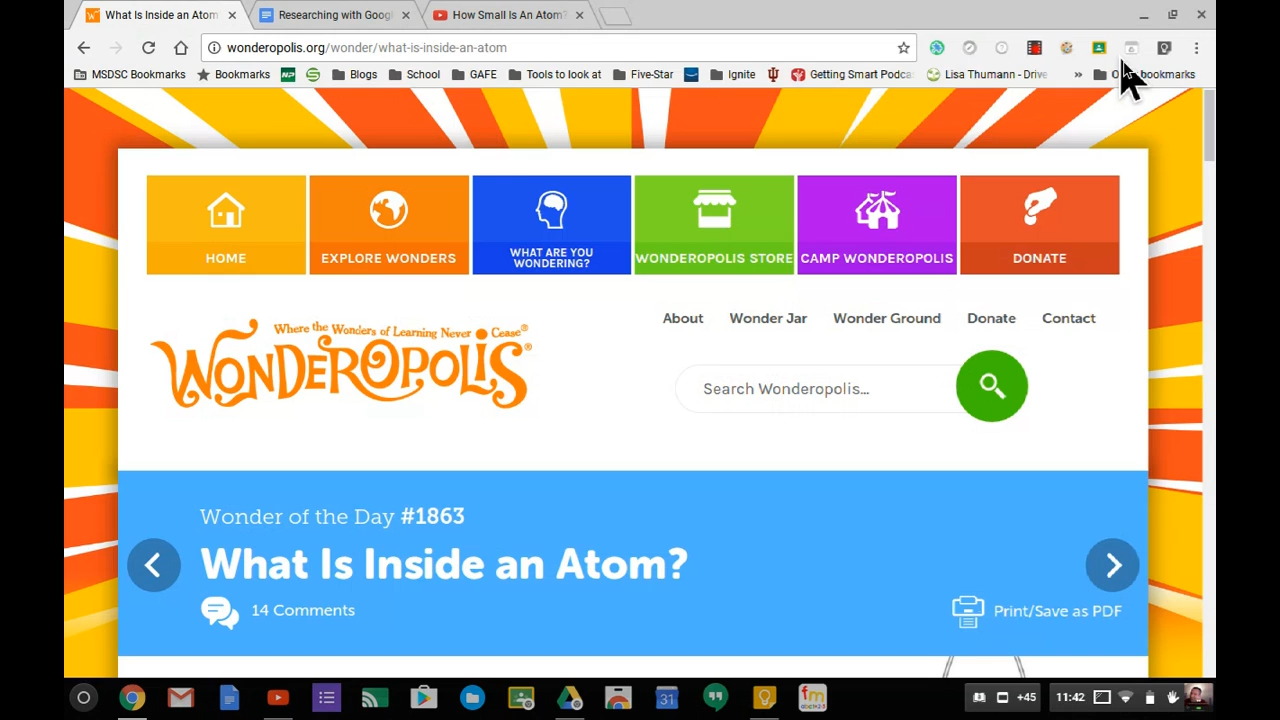 What Is Inside an Atom
Researching with Googl
How Small Is An Atom?
wonderopolis.org/wonder/what-is-inside-an-atom
MSDSC Bookmarks
Bookmarks
NP
Blogs
School
GAFE
Tools to look at
Five-Star
Ignite
Getting Smart Podca
Lisa Thumann - Drive
»
bookmarks
HOME
EXPLORE WONDERS
WHAT ARE YOU
WONDERING?
WONDEROPOLIS STORE
CAMP WONDEROPOLIS
DONATE
About
Wonder Jar
Wonder Ground
Donate
Contact
Where the Wonders of Learning Never Cease®
WONDEROPOLIS®
Search Wonderopolis...
Wonder of the Day #1863
What Is Inside an Atom?
14 Comments
Print/Save as PDF
31
fm
+45
11:42